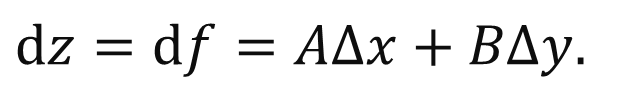 dz = df = AΔx + BΔy.